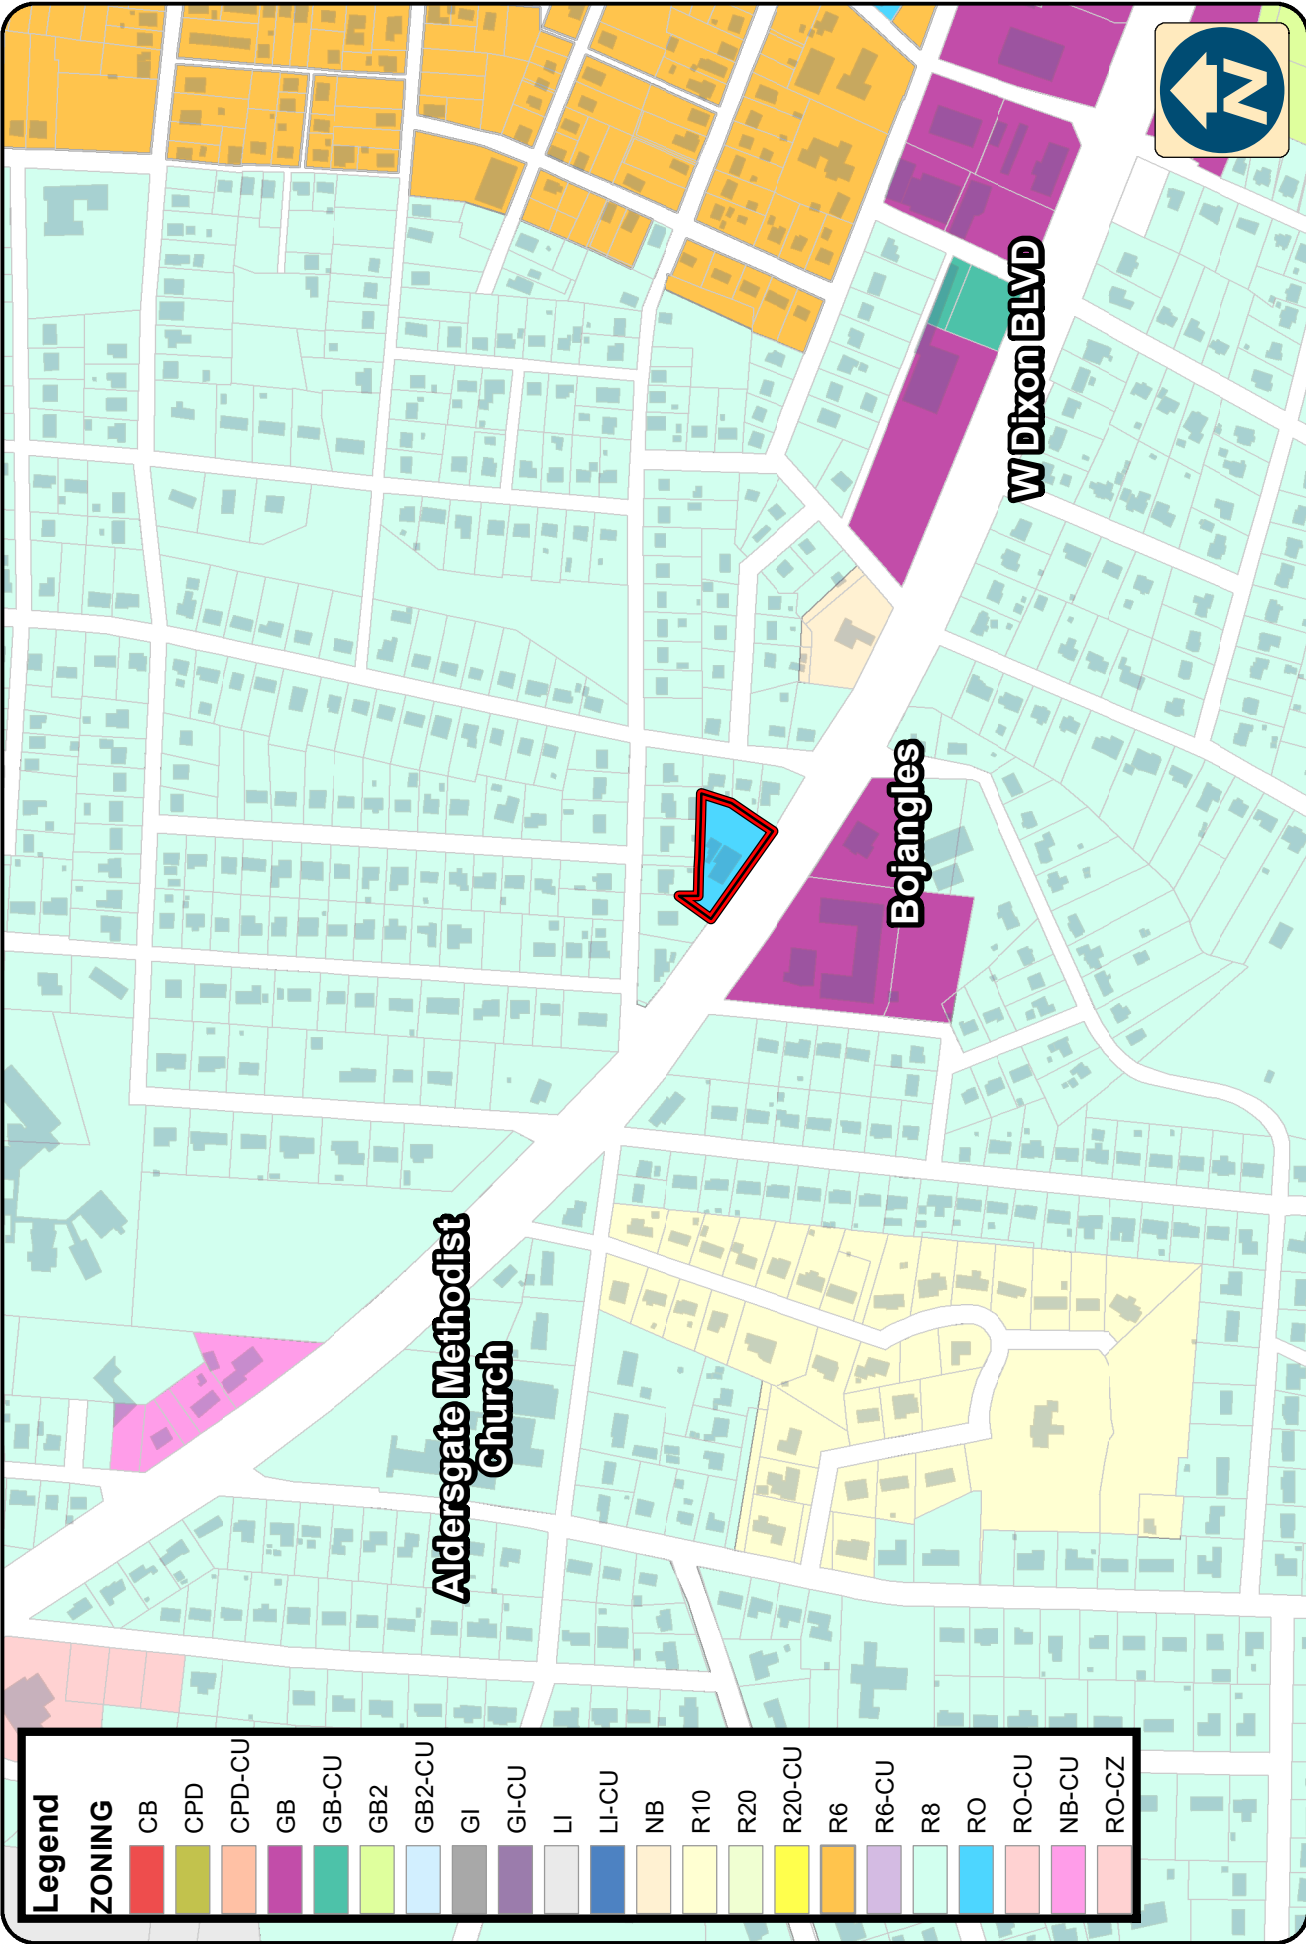 W Dixon BLVD
Bojangles
Aldersgate Methodist
Church
N
Legend
ZONING
CB
CPD
CPD-CU
GB
GB-CU
GB2
GB2-CU
GI
GI-CU
LI
LI-CU
NB
R10
R20
R20-CU
R6
R6-CU
R8
RO
RO-CU
NB-CU
RO-CZ